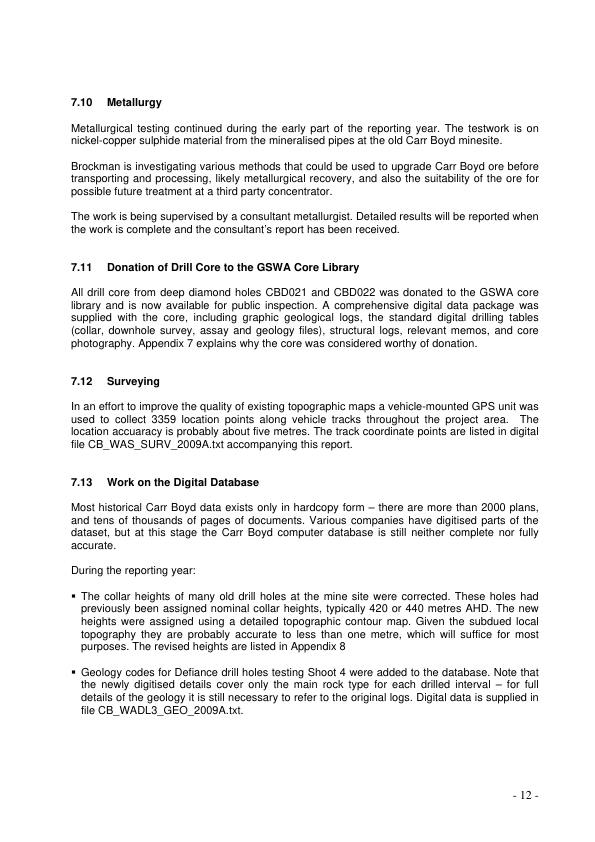 7.10 Metallurgy
Metallurgical testing continued during the early part of the reporting year. The testwork is on
nickel-copper sulphide material from the mineralised pipes at the old Carr Boyd minesite.
Brockman is investigating various methods that could be used to upgrade Carr Boyd ore before
transporting and processing, likely metallurgical recovery, and also the suitability of the ore for
possible future treatment at a third party concentrator.
The work is being supervised by a consultant metallurgist. Detailed results will be reported when
the work is complete and the consultant's report has been received.
7.11 Donation of Drill Core to the GSWA Core Library
All drill core from deep diamond holes CBD021 and CBD022 was donated to the GSWA core
library and is now available for public inspection. A comprehensive digital data package was
supplied with the core, including graphic geological logs, the standard digital drilling tables
(collar, downhole survey, assay and geology files), structural logs, relevant memos, and core
photography. Appendix 7 explains why the core was considered worthy of donation.
7.12 Surveying
In an effort to improve the quality of existing topographic maps a vehicle-mounted GPS unit was
used to collect 3359 location points along vehicle tracks throughout the project area. The
location accuaracy is probably about five metres. The track coordinate points are listed in digital
file CB_WAS_SURV_2009A.txt accompanying this report.
7.13 Work on the Digital Database
Most historical Carr Boyd data exists only in hardcopy form – there are more than 2000 plans,
and tens of thousands of pages of documents. Various companies have digitised parts of the
dataset, but at this stage the Carr Boyd computer database is still neither complete nor fully
accurate.
During the reporting year:
▪ The collar heights of many old drill holes at the mine site were corrected. These holes had
previously been assigned nominal collar heights, typically 420 or 440 metres AHD. The new
heights were assigned using a detailed topographic contour map. Given the subdued local
topography they are probably accurate to less than one metre, which will suffice for most
purposes. The revised heights are listed in Appendix 8
▪ Geology codes for Defiance drill holes testing Shoot 4 were added to the database. Note that
the newly digitised details cover only the main rock type for each drilled interval – for full
details of the geology it is still necessary to refer to the original logs. Digital data is supplied in
file CB_WADL3_GEO_2009A.txt.
- 12 -